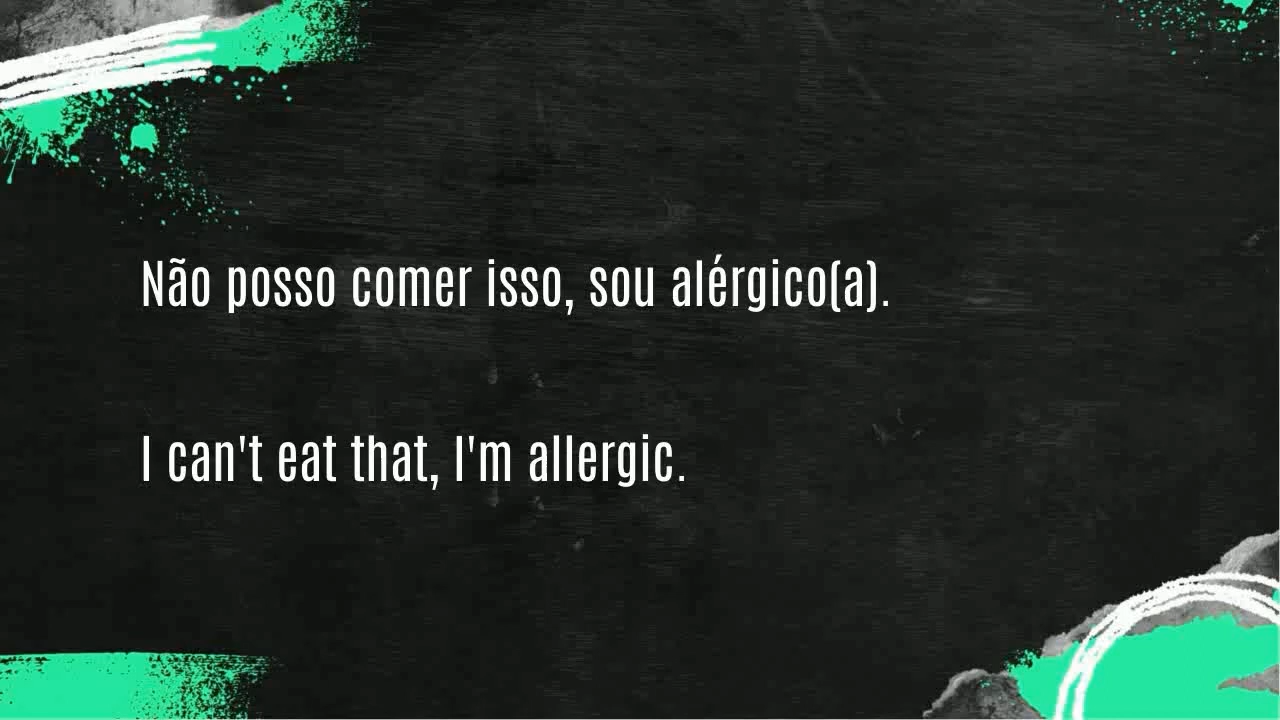 Não posso comer isso, sou alérgico(a).
I can't eat that, I'm allergic.